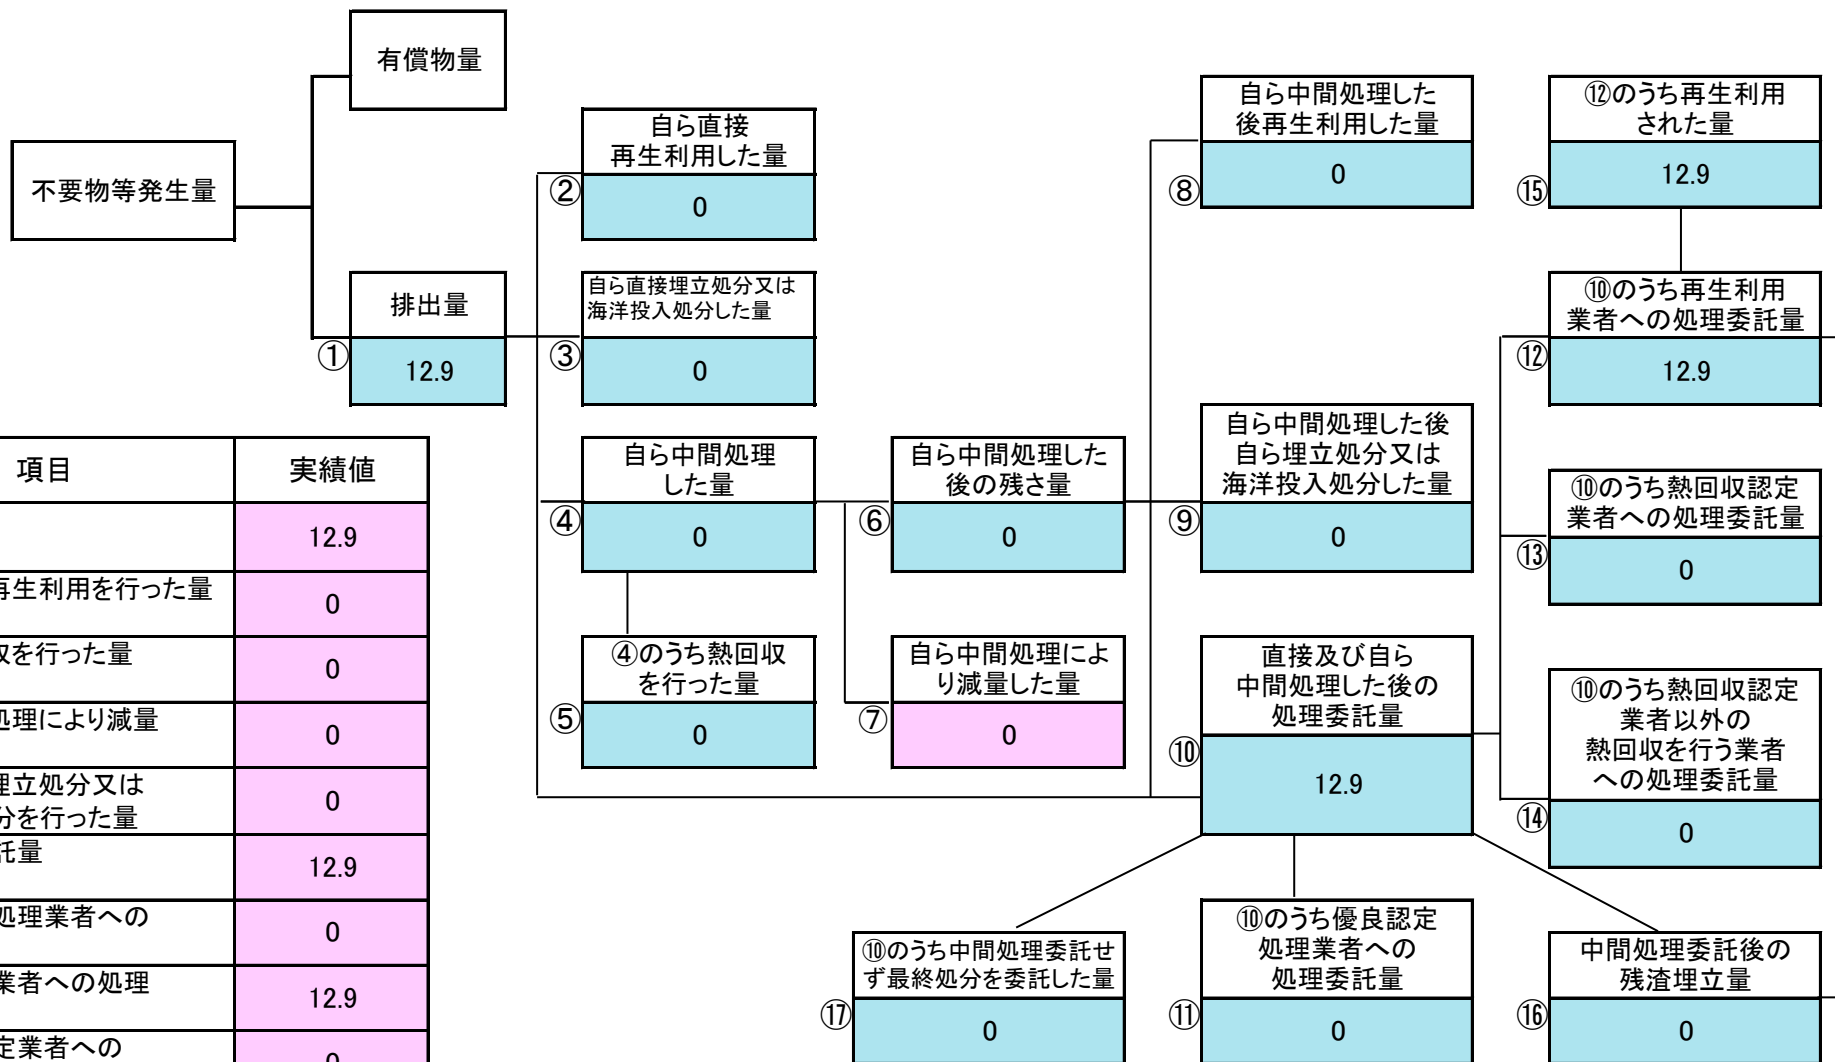 有償物量
不要物等発生量
排出量
①
12.9
自ら直接
再生利用した量
②
0
自ら直接埋立処分又は
海洋投入処分した量
③
0
自ら中間処理
した量
④
0
④のうち熱回収
を行った量
⑤
0
自ら中間処理した
後の残さ量
⑥
0
自ら中間処理によ
り減量した量
⑦
0
自ら中間処理した
後再生利用した量
⑧
0
自ら中間処理した後
自ら埋立処分又は
海洋投入処分した量
⑨
0
直接及び自ら
中間処理した後の
処理委託量
⑩
12.9
⑩のうち優良認定
処理業者への
処理委託量
⑪
0
⑫のうち再生利用
された量
⑮
12.9
⑩のうち再生利用
業者への処理委託量
⑫
12.9
⑩のうち熱回収認定
業者への処理委託量
⑬
0
⑩のうち熱回収認定
業者以外の
熱回収を行う業者
への処理委託量
⑭
0
中間処理委託後の
残渣埋立量
⑯
0
⑩のうち中間処理委託せ
ず最終処分を委託した量
⑰
0
項目 実績値
12.9
再生利用を行った量
0
を行った量
0
処理により減量
0
埋立処分又は
分を行った量
0
託量
12.9
処理業者への
0
業者への処理
12.9
定業者への
0